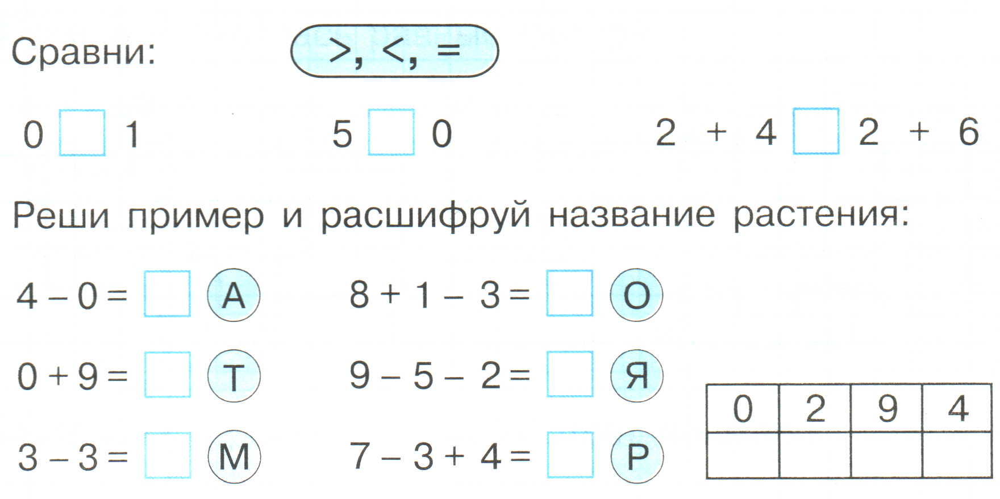 Сравни: >, <, =
0 1 5 0 2 + 4 2 + 6
Реши пример и расшифруй название растения:
4 – 0 = А 8 + 1 – 3 = О
0 + 9 = Т 9 – 5 – 2 = Я
3 – 3 = М 7 – 3 + 4 = Р
0 2 9 4